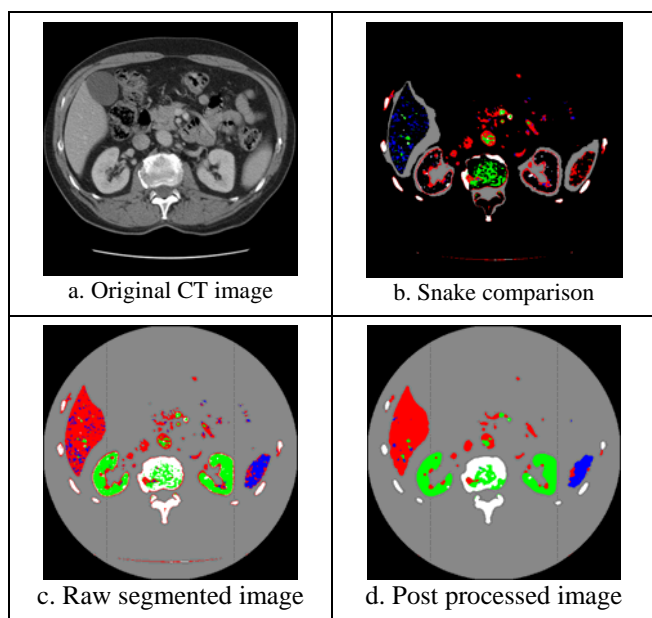 a. Original CT image
b. Snake comparison
c. Raw segmented image
d. Post processed image